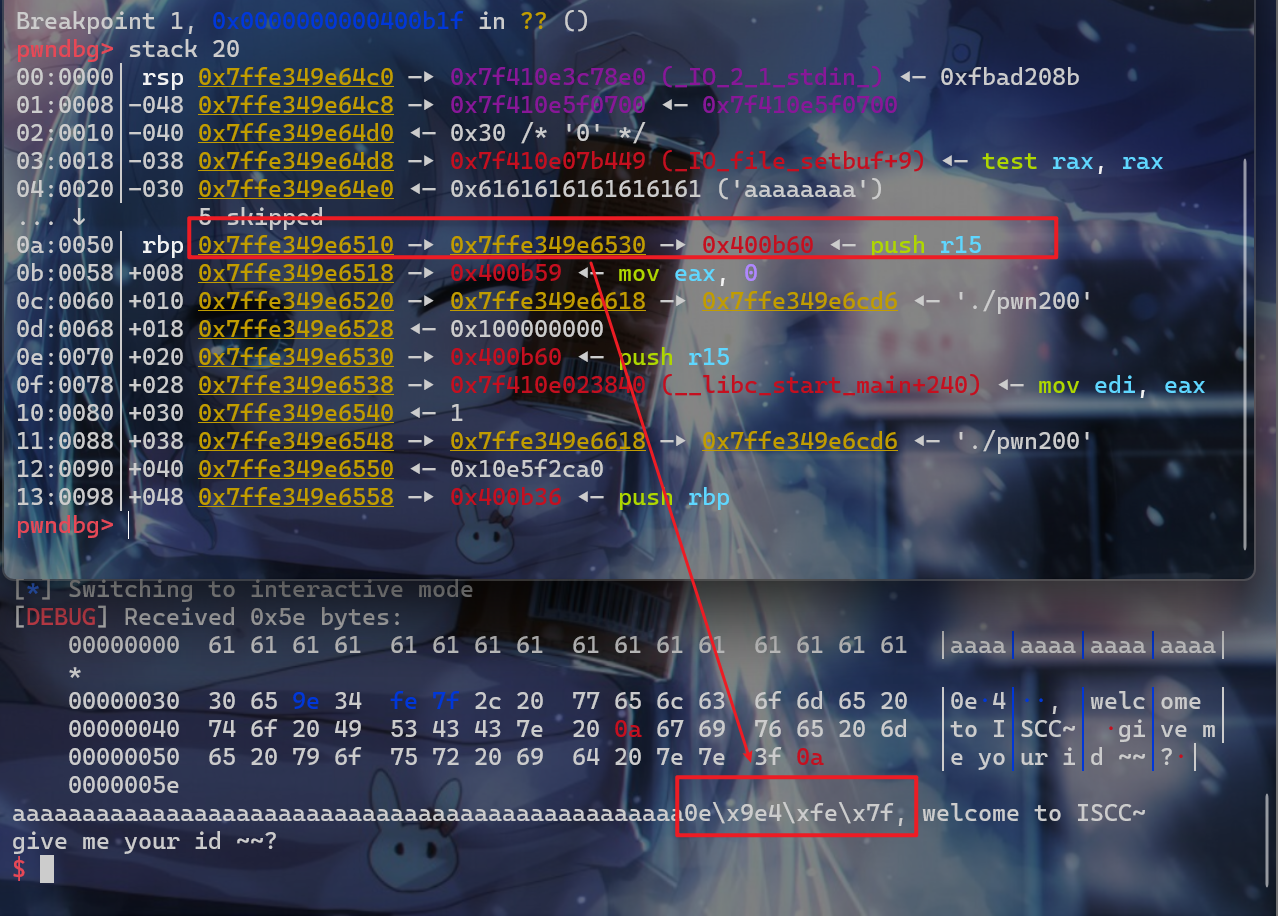 Breakpoint 1, 0x0000000000400b1f in ?? ()
pwndbg> stack 20
00:0000│ rsp 0x7ffe349e64c0 —▸ 0x7f410e3c78e0 (_IO_2_1_stdin_) ◂— 0xfbad208b
01:0008│-048 0x7ffe349e64c8 —▸ 0x7f410e5f0700 ◂— 0x7f410e5f0700
02:0010│-040 0x7ffe349e64d0 ◂— 0x30 /* '0' */
03:0018│-038 0x7ffe349e64d8 —▸ 0x7f410e07b449 (_IO_file_setbuf+9) ◂— test rax, rax
04:0020│-030 0x7ffe349e64e0 ◂— 0x6161616161616161 ('aaaaaaaa')
... ↓ 5 skipped
0a:0050│ rbp 0x7ffe349e6510 —▸ 0x7ffe349e6530 —▸ 0x400b60 ◂— push r15
0b:0058│+008 0x7ffe349e6518 —▸ 0x400b59 ◂— mov eax, 0
0c:0060│+010 0x7ffe349e6520 —▸ 0x7ffe349e6618 —▸ 0x7ffe349e6cd6 ◂— './pwn200'
0d:0068│+018 0x7ffe349e6528 ◂— 0x100000000
0e:0070│+020 0x7ffe349e6530 —▸ 0x400b60 ◂— push r15
0f:0078│+028 0x7ffe349e6538 —▸ 0x7f410e023840 (__libc_start_main+240) ◂— mov edi, eax
10:0080│+030 0x7ffe349e6540 ◂— 1
11:0088│+038 0x7ffe349e6548 —▸ 0x7ffe349e6618 —▸ 0x7ffe349e6cd6 ◂— './pwn200'
12:0090│+040 0x7ffe349e6550 ◂— 0x10e5f2ca0
13:0098│+048 0x7ffe349e6558 —▸ 0x400b36 ◂— push rbp
pwndbg>
[*] Switching to interactive mode
[DEBUG] Received 0x5e bytes:
00000000 61 61 61 61 61 61 61 61 61 61 61 61 61 61 61 61 │aaaa│aaaa│aaaa│aaaa│
*
00000030 30 65 9e 34 fe 7f 2c 20 77 65 6c 63 6f 6d 65 20 │0e·4│··, │welc│ome │
00000040 74 6f 20 49 53 43 43 7e 20 0a 67 69 76 65 20 6d │to I│SCC~│ ·gi│ve m│
00000050 65 20 79 6f 75 72 20 69 64 20 7e 7e 3f 0a │e yo│ur i│d ~~│?·│
0000005e
aaaaaaaaaaaaaaaaaaaaaaaaaaaaaaaaaaaaaaaaaaaaaaaa0e\x9e4\xfe\x7f, welcome to ISCC~
give me your id ~~?
$